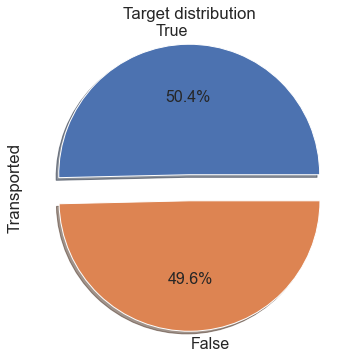 Target distribution
True
50.4%
Transported
49.6%
False